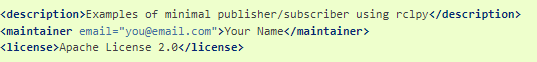 <description>Examples of minimal publisher/subscriber using rclpy</description>
<maintainer email="you@email.com">Your Name</maintainer>
<license>Apache License 2.0</license>